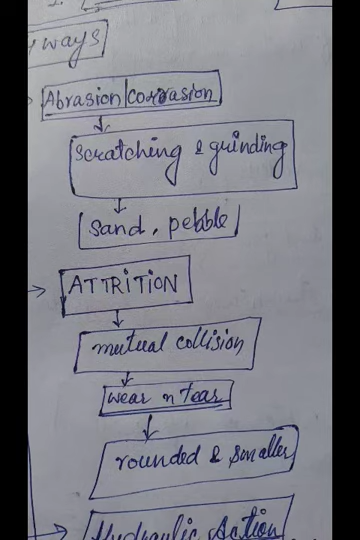 ways
Abrasion/corrasion
scratching & grinding
sand, pebble
ATTRITION
mutual collision
wear n tear
rounded & smaller
Hydraulic Action